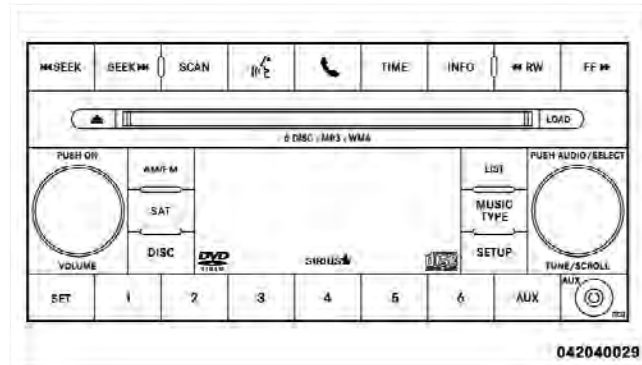 ⏮SEEK SEEK⏭ SCAN TIME INFO ◀◀ RW FF ▶▶
LOAD
6 DISC MP3 WMA
PUSH ON
VOLUME
AM/FM
SAT
DISC
DVD
VIDEO
SIRIUS
LIST
MUSIC
TYPE
SETUP
PUSH AUDIO/SELECT
TUNE/SCROLL
SET 1 2 3 4 5 6 AUX
AUX
042040029